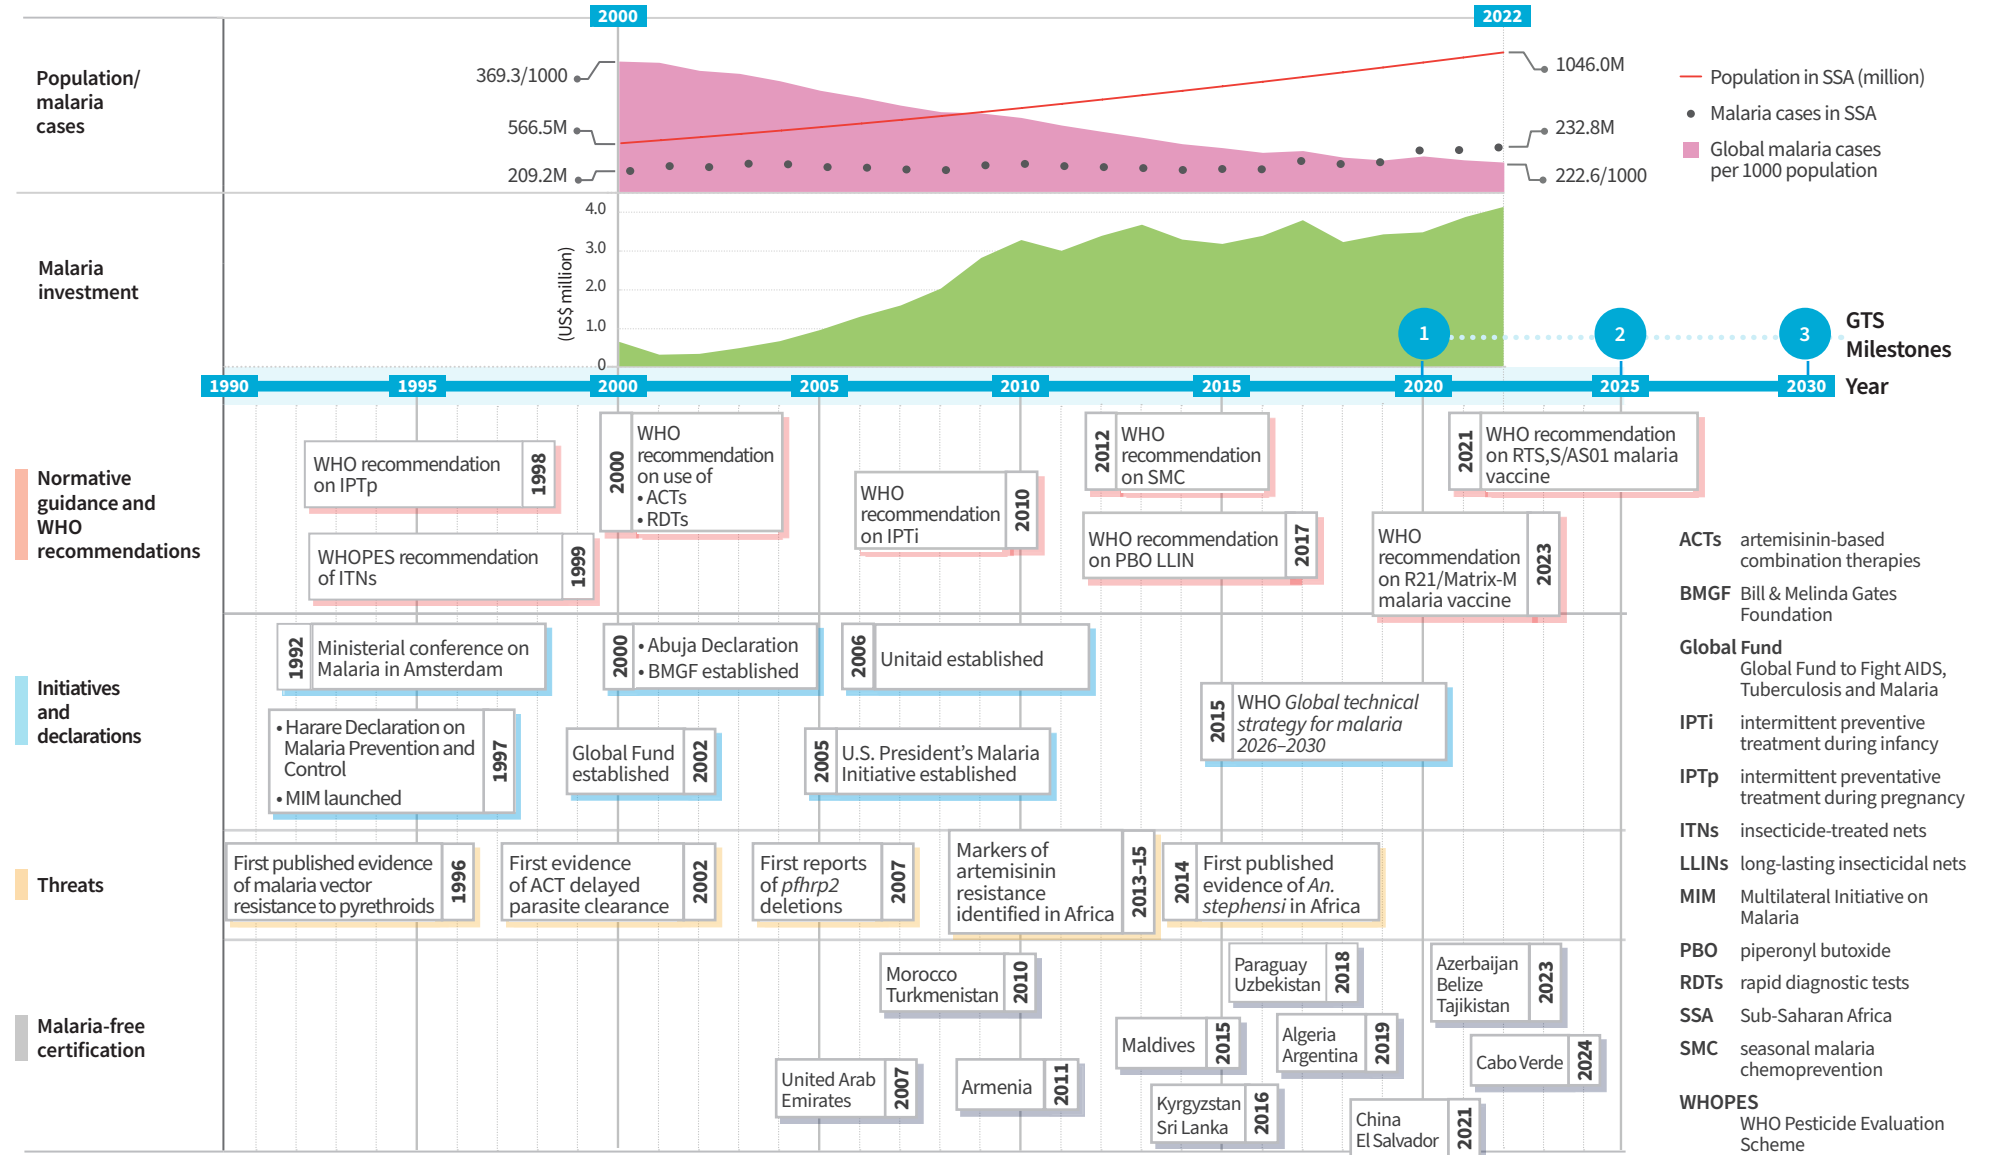 2000
2022
Population/
malaria
cases
369.3/1000
566.5M
209.2M
1046.0M
232.8M
222.6/1000
Population in SSA (million)
Malaria cases in SSA
Global malaria cases
per 1000 population
Malaria
investment
(US$ million)
4.0
3.0
2.0
1.0
0
1
2
3
GTS
Milestones
1990
1995
2000
2005
2010
2015
2020
2025
2030
Year
Normative
guidance and
WHO
recommendations
WHO recommendation
on IPTp
1998
WHOPES recommendation
of ITNs
1999
2000
WHO
recommendation
on use of
• ACTs
• RDTs
WHO
recommendation
on IPTi
2010
2012
WHO
recommendation
on SMC
WHO recommendation
on PBO LLIN
2017
2021
WHO recommendation
on RTS,S/AS01 malaria
vaccine
WHO
recommendation
on R21/Matrix-M
malaria vaccine
2023
Initiatives
and
declarations
1992
Ministerial conference on
Malaria in Amsterdam
• Harare Declaration on
Malaria Prevention and
Control
• MIM launched
1997
2000
• Abuja Declaration
• BMGF established
Global Fund
established
2002
2006
Unitaid established
2005
U.S. President’s Malaria
Initiative established
2015
WHO Global technical
strategy for malaria
2026–2030
Threats
First published evidence
of malaria vector
resistance to pyrethroids
1996
First evidence
of ACT delayed
parasite clearance
2002
First reports
of pfhrp2
deletions
2007
Markers of
artemisinin
resistance
identified in Africa
2013–15
2014
First published
evidence of An.
stephensi in Africa
Malaria-free
certification
Morocco
Turkmenistan
2010
United Arab
Emirates
2007
Armenia
2011
Maldives
2015
Kyrgyzstan
Sri Lanka
2016
Paraguay
Uzbekistan
2018
Algeria
Argentina
2019
China
El Salvador
2021
Azerbaijan
Belize
Tajikistan
2023
Cabo Verde
2024
ACTs artemisinin-based
combination therapies
BMGF Bill & Melinda Gates
Foundation
Global Fund
Global Fund to Fight AIDS,
Tuberculosis and Malaria
IPTi intermittent preventive
treatment during infancy
IPTp intermittent preventative
treatment during pregnancy
ITNs insecticide-treated nets
LLINs long-lasting insecticidal nets
MIM Multilateral Initiative on
Malaria
PBO piperonyl butoxide
RDTs rapid diagnostic tests
SSA Sub-Saharan Africa
SMC seasonal malaria
chemoprevention
WHOPES
WHO Pesticide Evaluation
Scheme